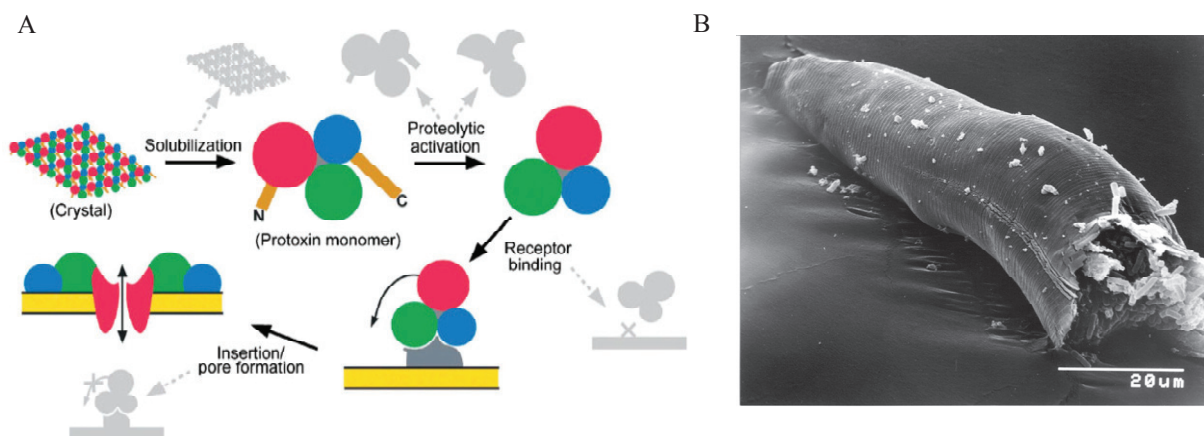 A
B
Solubilization
Proteolytic
activation
(Crystal)
N
C
(Protoxin monomer)
Receptor
binding
Insertion/
pore formation
20um